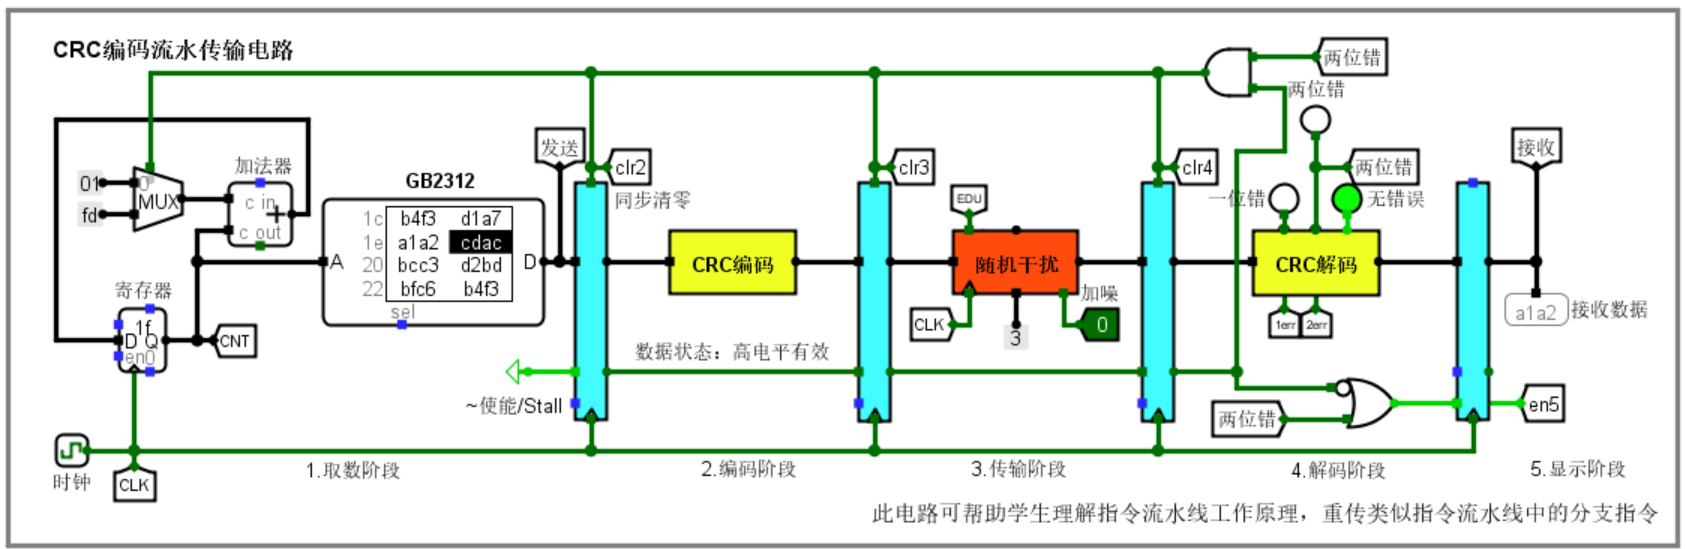 CRC编码流水传输电路
两位错
两位错
发送
接收
加法器
GB2312
clr2
clr3
clr4
两位错
01
0
MUX
fd
c in
+
c out
同步清零
EDU
一位错
无错误
1c b4f3 d1a7
1e a1a2 cdac
20 bcc3 d2bd
22 bfc6 b4f3
A
D
sel
CRC编码
随机干扰
CRC解码
寄存器
加噪
1f
D Q
en0
CNT
CLK
0
3
1err
2err
a1a2
接收数据
数据状态：高电平有效
~使能/Stall
两位错
en5
时钟
CLK
1.取数阶段
2.编码阶段
3.传输阶段
4.解码阶段
5.显示阶段
此电路可帮助学生理解指令流水线工作原理，重传类似指令流水线中的分支指令